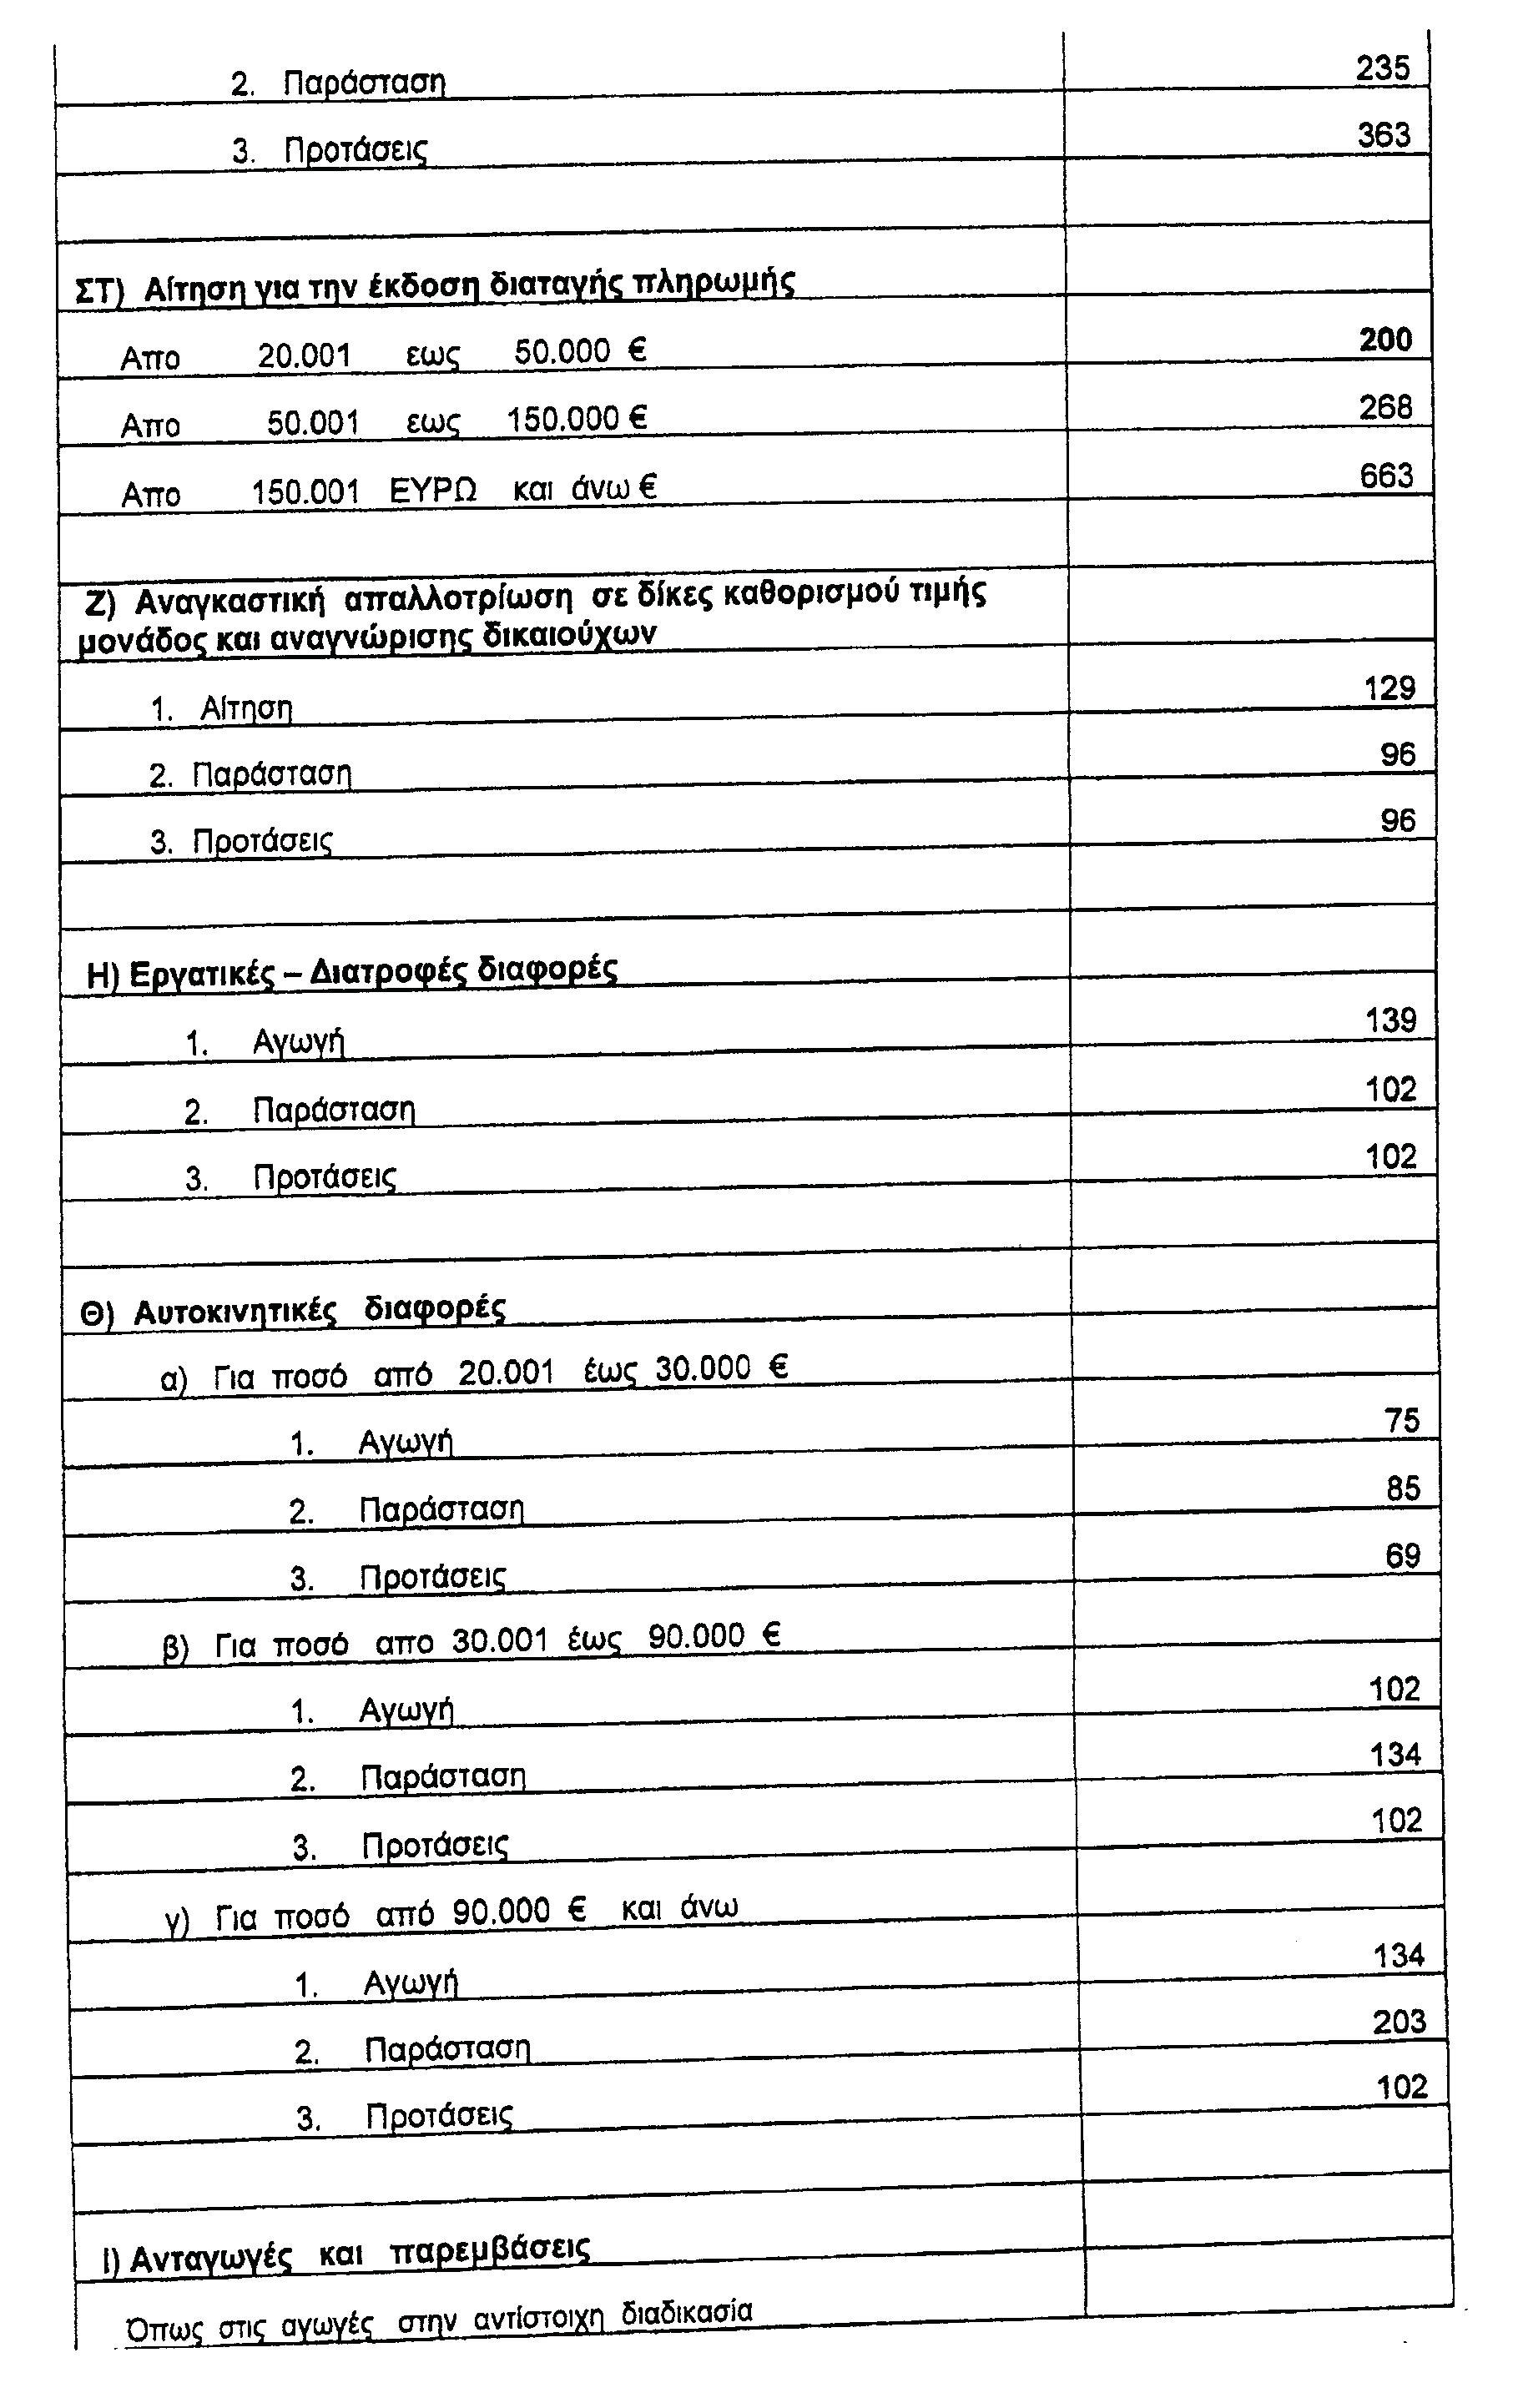 2. Παράσταση 235
3. Προτάσεις 363
ΣΤ) Αίτηση για την έκδοση διαταγής πληρωμής
Απο 20.001 εως 50.000 € 200
Απο 50.001 εως 150.000 € 268
Απο 150.001 ΕΥΡΩ και άνω € 663
Ζ) Αναγκαστική απαλλοτρίωση σε δίκες καθορισμού τιμής
μονάδος και αναγνώρισης δικαιούχων
1. Αίτηση 129
2. Παράσταση 96
3. Προτάσεις 96
Η) Εργατικές – Διατροφές διαφορές
1. Αγωγή 139
2. Παράσταση 102
3. Προτάσεις 102
Θ) Αυτοκινητικές διαφορές
α) Για ποσό από 20.001 έως 30.000 €
1. Αγωγή 75
2. Παράσταση 85
3. Προτάσεις 69
β) Για ποσό απο 30.001 έως 90.000 €
1. Αγωγή 102
2. Παράσταση 134
3. Προτάσεις 102
γ) Για ποσό από 90.000 € και άνω
1. Αγωγή 134
2. Παράσταση 203
3. Προτάσεις 102
Ι) Ανταγωγές και παρεμβάσεις
Όπως στις αγωγές στην αντίστοιχη διαδικασία